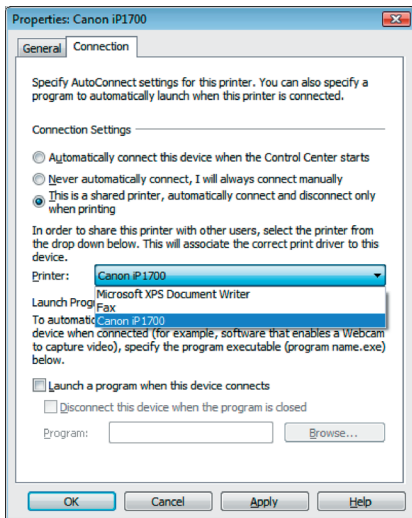 Properties: Canon iP1700
General Connection
Specify AutoConnect settings for this printer. You can also specify a
program to automatically launch when this printer is connected.
Connection Settings
Automatically connect this device when the Control Center starts
Never automatically connect, I will always connect manually
This is a shared printer, automatically connect and disconnect only
when printing
In order to share this printer with other users, select the printer from
the drop down below. This will associate the correct print driver to this
device.
Printer: Canon iP1700
Microsoft XPS Document Writer
Launch Prog
Fax
To automatic
Canon iP1700
device when connected (for example, software that enables a Webcam
to capture video), specify the program executable (program name.exe)
below.
Launch a program when this device connects
Disconnect this device when the program is closed
Program: Browse...
OK Cancel Apply Help